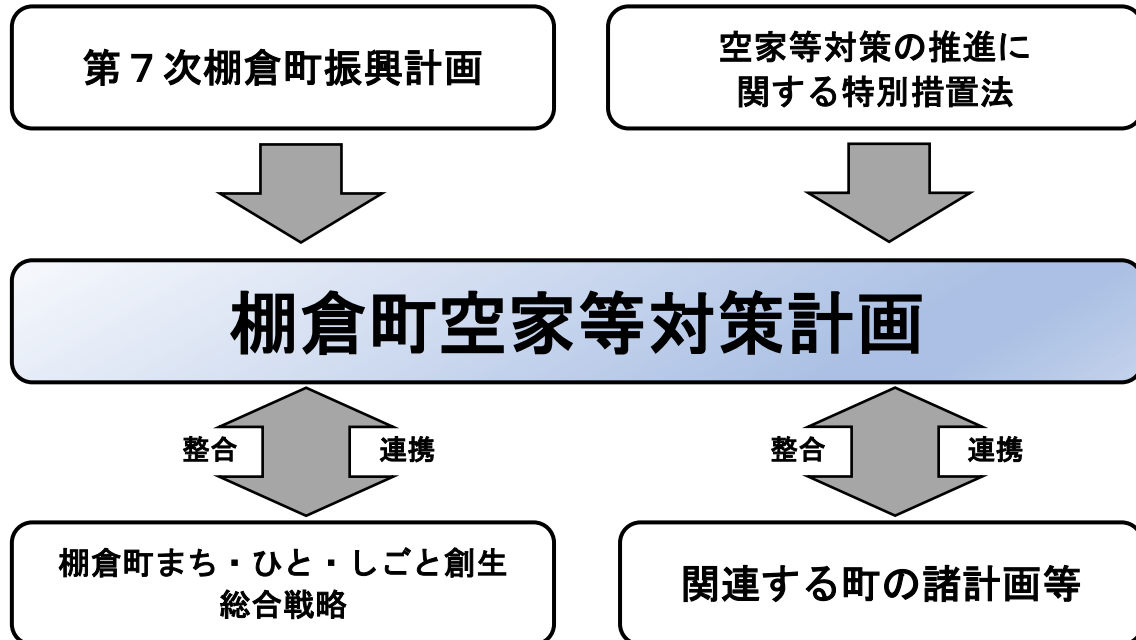 第７次棚倉町振興計画
空家等対策の推進に
関する特別措置法
棚倉町空家等対策計画
整合
連携
整合
連携
棚倉町まち・ひと・しごと創生
総合戦略
関連する町の諸計画等